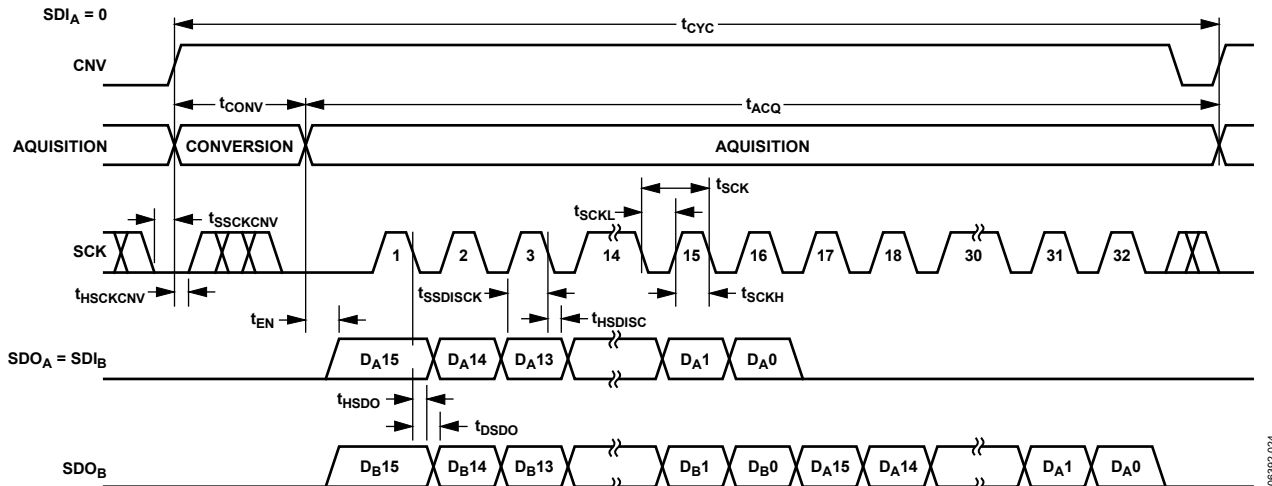 SDIA = 0
tCYC
CNV
tCONV
tACQ
AQUISITION
CONVERSION
AQUISITION
tSCK
tSCKL
tSSCKCNV
SCK
1 2 3 14 15 16 17 18 30 31 32
tHSCKCNV
tSSDISCK
tSCKH
tEN
tHSDISC
SDOA = SDIB
DA15 DA14 DA13 DA1 DA0
tHSDO
tDSDO
SDOB
DB15 DB14 DB13 DB1 DB0 DA15 DA14 DA1 DA0
06392-024